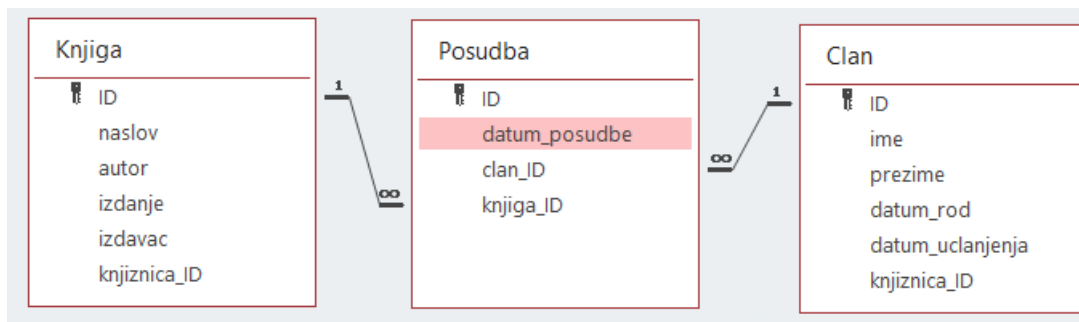 Knjiga
ID
naslov
autor
izdanje
izdavac
knjiznica_ID
1
∞
Posudba
ID
datum_posudbe
clan_ID
knjiga_ID
1
∞
Clan
ID
ime
prezime
datum_rod
datum_uclanjenja
knjiznica_ID